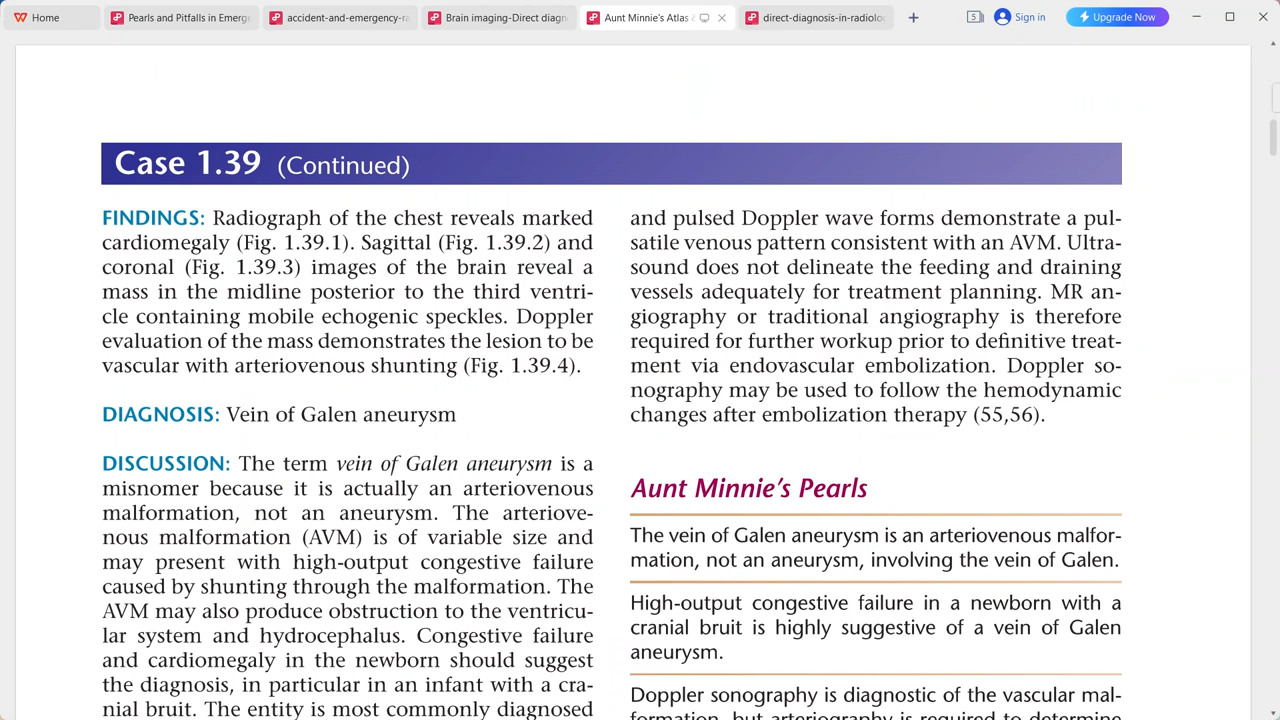 Home
Pearls and Pitfalls in Emerg
accident-and-emergency-ra
Brain imaging-Direct diagn
Aunt Minnie's Atlas &
direct-diagnosis-in-radiolo
5
Sign in
Upgrade Now
Case 1.39 (Continued)
FINDINGS: Radiograph of the chest reveals marked
cardiomegaly (Fig. 1.39.1). Sagittal (Fig. 1.39.2) and
coronal (Fig. 1.39.3) images of the brain reveal a
mass in the midline posterior to the third ventri-
cle containing mobile echogenic speckles. Doppler
evaluation of the mass demonstrates the lesion to be
vascular with arteriovenous shunting (Fig. 1.39.4).
DIAGNOSIS: Vein of Galen aneurysm
DISCUSSION: The term vein of Galen aneurysm is a
misnomer because it is actually an arteriovenous
malformation, not an aneurysm. The arteriove-
nous malformation (AVM) is of variable size and
may present with high-output congestive failure
caused by shunting through the malformation. The
AVM may also produce obstruction to the ventricu-
lar system and hydrocephalus. Congestive failure
and cardiomegaly in the newborn should suggest
the diagnosis, in particular in an infant with a cra-
nial bruit. The entity is most commonly diagnosed
and pulsed Doppler wave forms demonstrate a pul-
satile venous pattern consistent with an AVM. Ultra-
sound does not delineate the feeding and draining
vessels adequately for treatment planning. MR an-
giography or traditional angiography is therefore
required for further workup prior to definitive treat-
ment via endovascular embolization. Doppler so-
nography may be used to follow the hemodynamic
changes after embolization therapy (55,56).
Aunt Minnie's Pearls
The vein of Galen aneurysm is an arteriovenous malfor-
mation, not an aneurysm, involving the vein of Galen.
High-output congestive failure in a newborn with a
cranial bruit is highly suggestive of a vein of Galen
aneurysm.
Doppler sonography is diagnostic of the vascular mal-
formation, but arteriography is required to determine